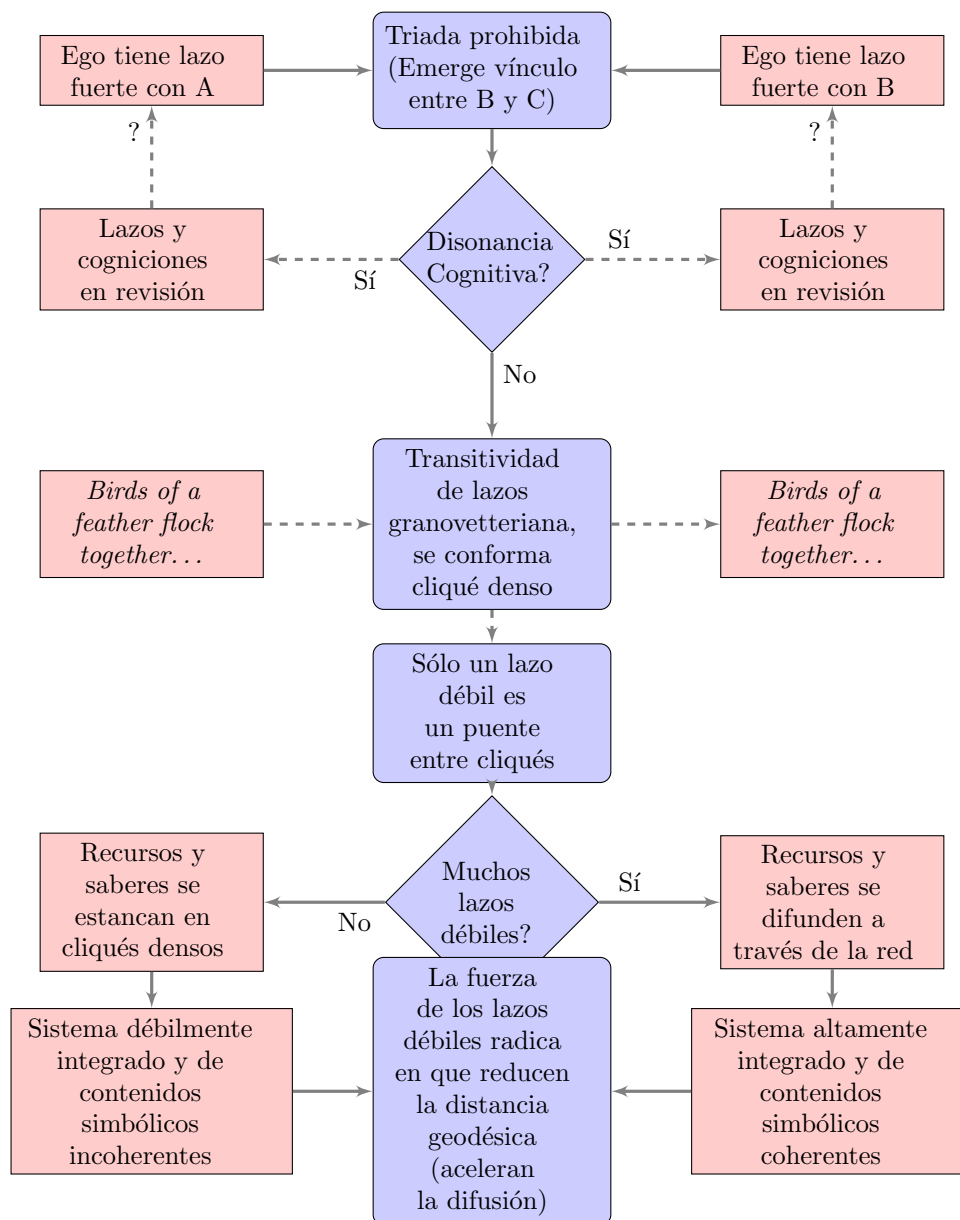 Ego tiene lazo
fuerte con A
Triada prohibida
(Emerge vínculo
entre B y C)
Ego tiene lazo
fuerte con B
?
?
Lazos y
cogniciones
en revisión
Sí
Disonancia
Cognitiva?
Sí
Lazos y
cogniciones
en revisión
No
Birds of a
feather flock
together...
Transitividad
de lazos
granovetteriana,
se conforma
cliqué denso
Birds of a
feather flock
together...
Sólo un lazo
débil es
un puente
entre cliqués
Recursos y
saberes se
estancan en
cliqués densos
No
Muchos
lazos
débiles?
Sí
Recursos y
saberes se
difunden a
través de la red
Sistema débilmente
integrado y de
contenidos
simbólicos
incoherentes
La fuerza
de los lazos
débiles radica
en que reducen
la distancia
geodésica
(aceleran
la difusión)
Sistema altamente
integrado y de
contenidos
simbólicos
coherentes